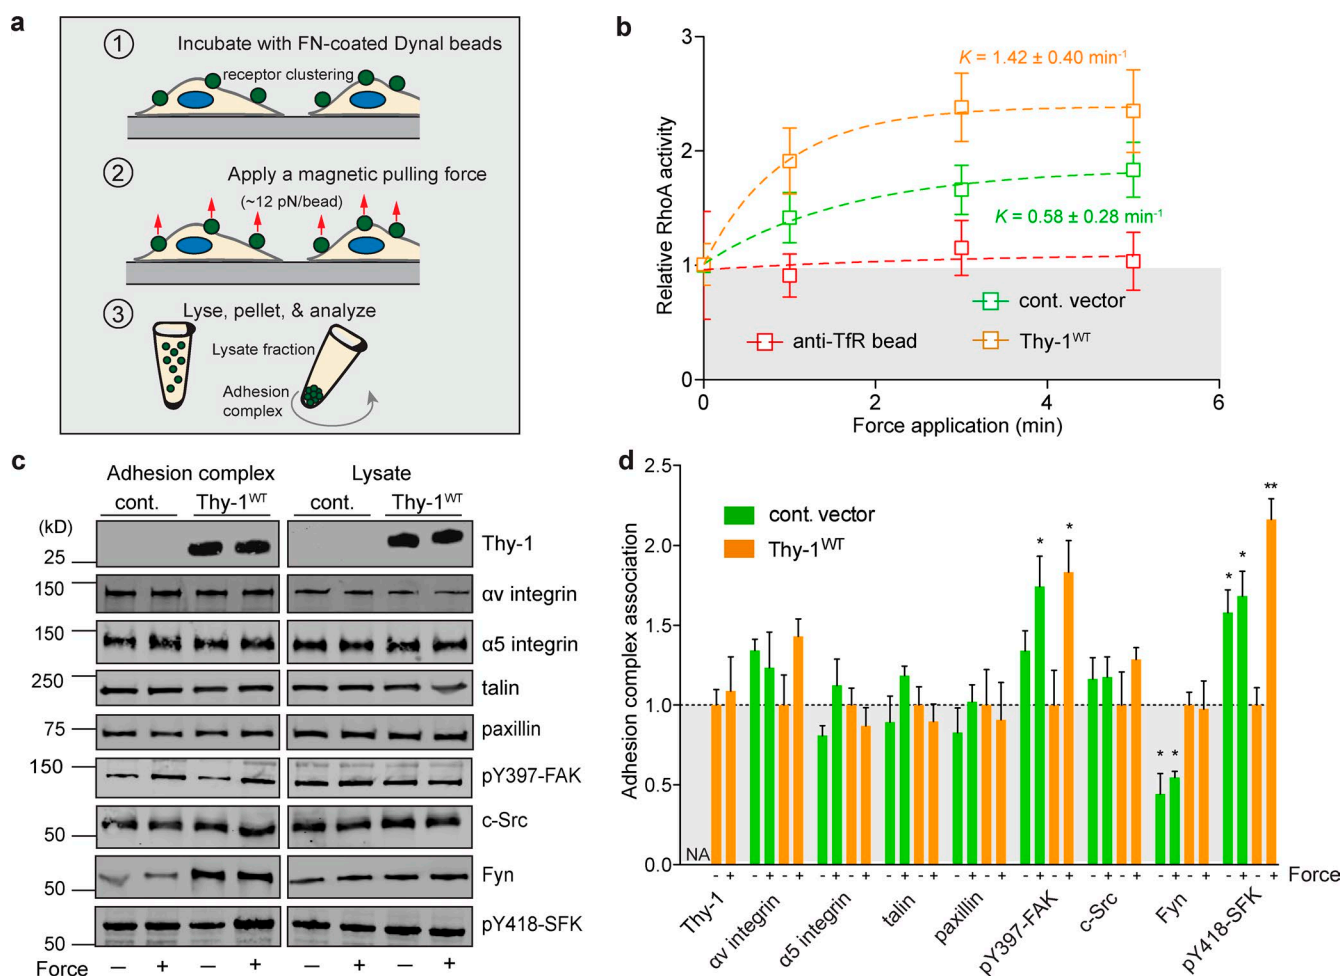 a
1
Incubate with FN-coated Dynal beads
receptor clustering
2
Apply a magnetic pulling force
(~12 pN/bead)
3
Lyse, pellet, & analyze
Lysate fraction
Adhesion
complex
b
3
2
1
0
Relative RhoA activity
K = 1.42 ± 0.40 min-1
K = 0.58 ± 0.28 min-1
cont. vector
anti-TfR bead
Thy-1WT
0
2
4
6
Force application (min)
c
Adhesion complex
Lysate
cont.
Thy-1WT
cont.
Thy-1WT
(kD)
25
Thy-1
150
αv integrin
150
α5 integrin
250
talin
75
paxillin
150
pY397-FAK
50
c-Src
50
Fyn
50
pY418-SFK
Force
– + – + – + – +
d
2.5
2.0
1.5
1.0
0.5
0.0
Adhesion complex association
cont. vector
Thy-1WT
* * * * * * **
NA
- + - + - + - + - + - + - + - + - + - + - + - + - + - + - + - + - + Force
Thy-1
αv integrin
α5 integrin
talin
paxillin
pY397-FAK
c-Src
Fyn
pY418-SFK